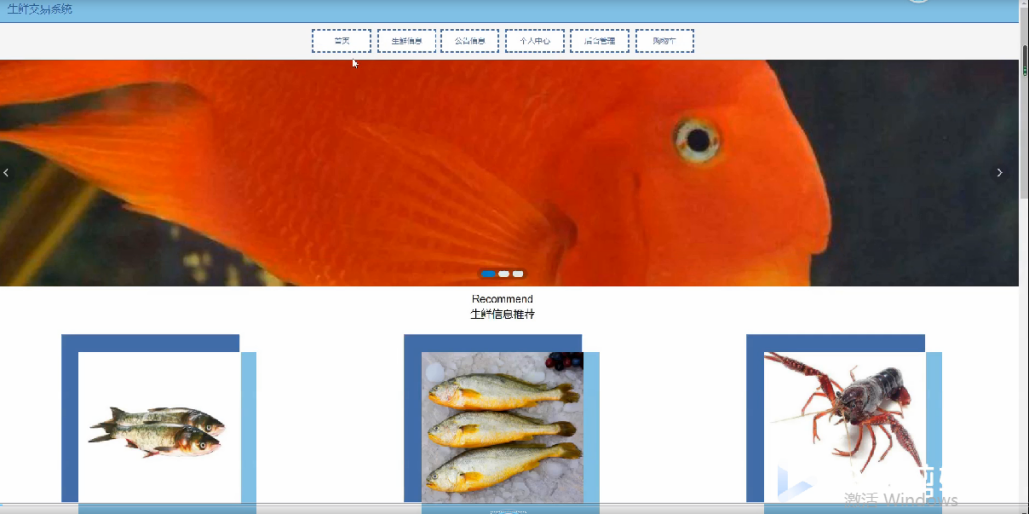 生鲜交易系统
首页 生鲜信息 公告信息 个人中心 后台管理 购物车
Recommend
生鲜信息推荐
激活 Windows